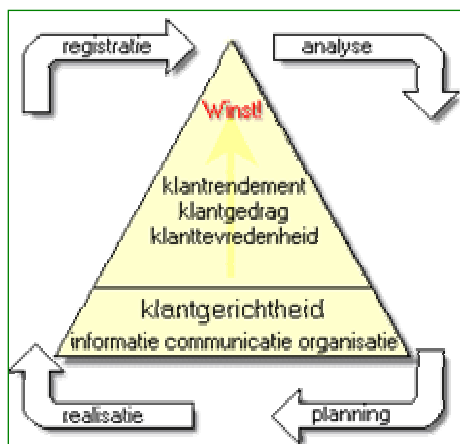 registratie
analyse
Winst!
klantrendement
klantgedrag
klanttevredenheid
klantgerichtheid
informatie communicatie organisatie
realisatie
planning